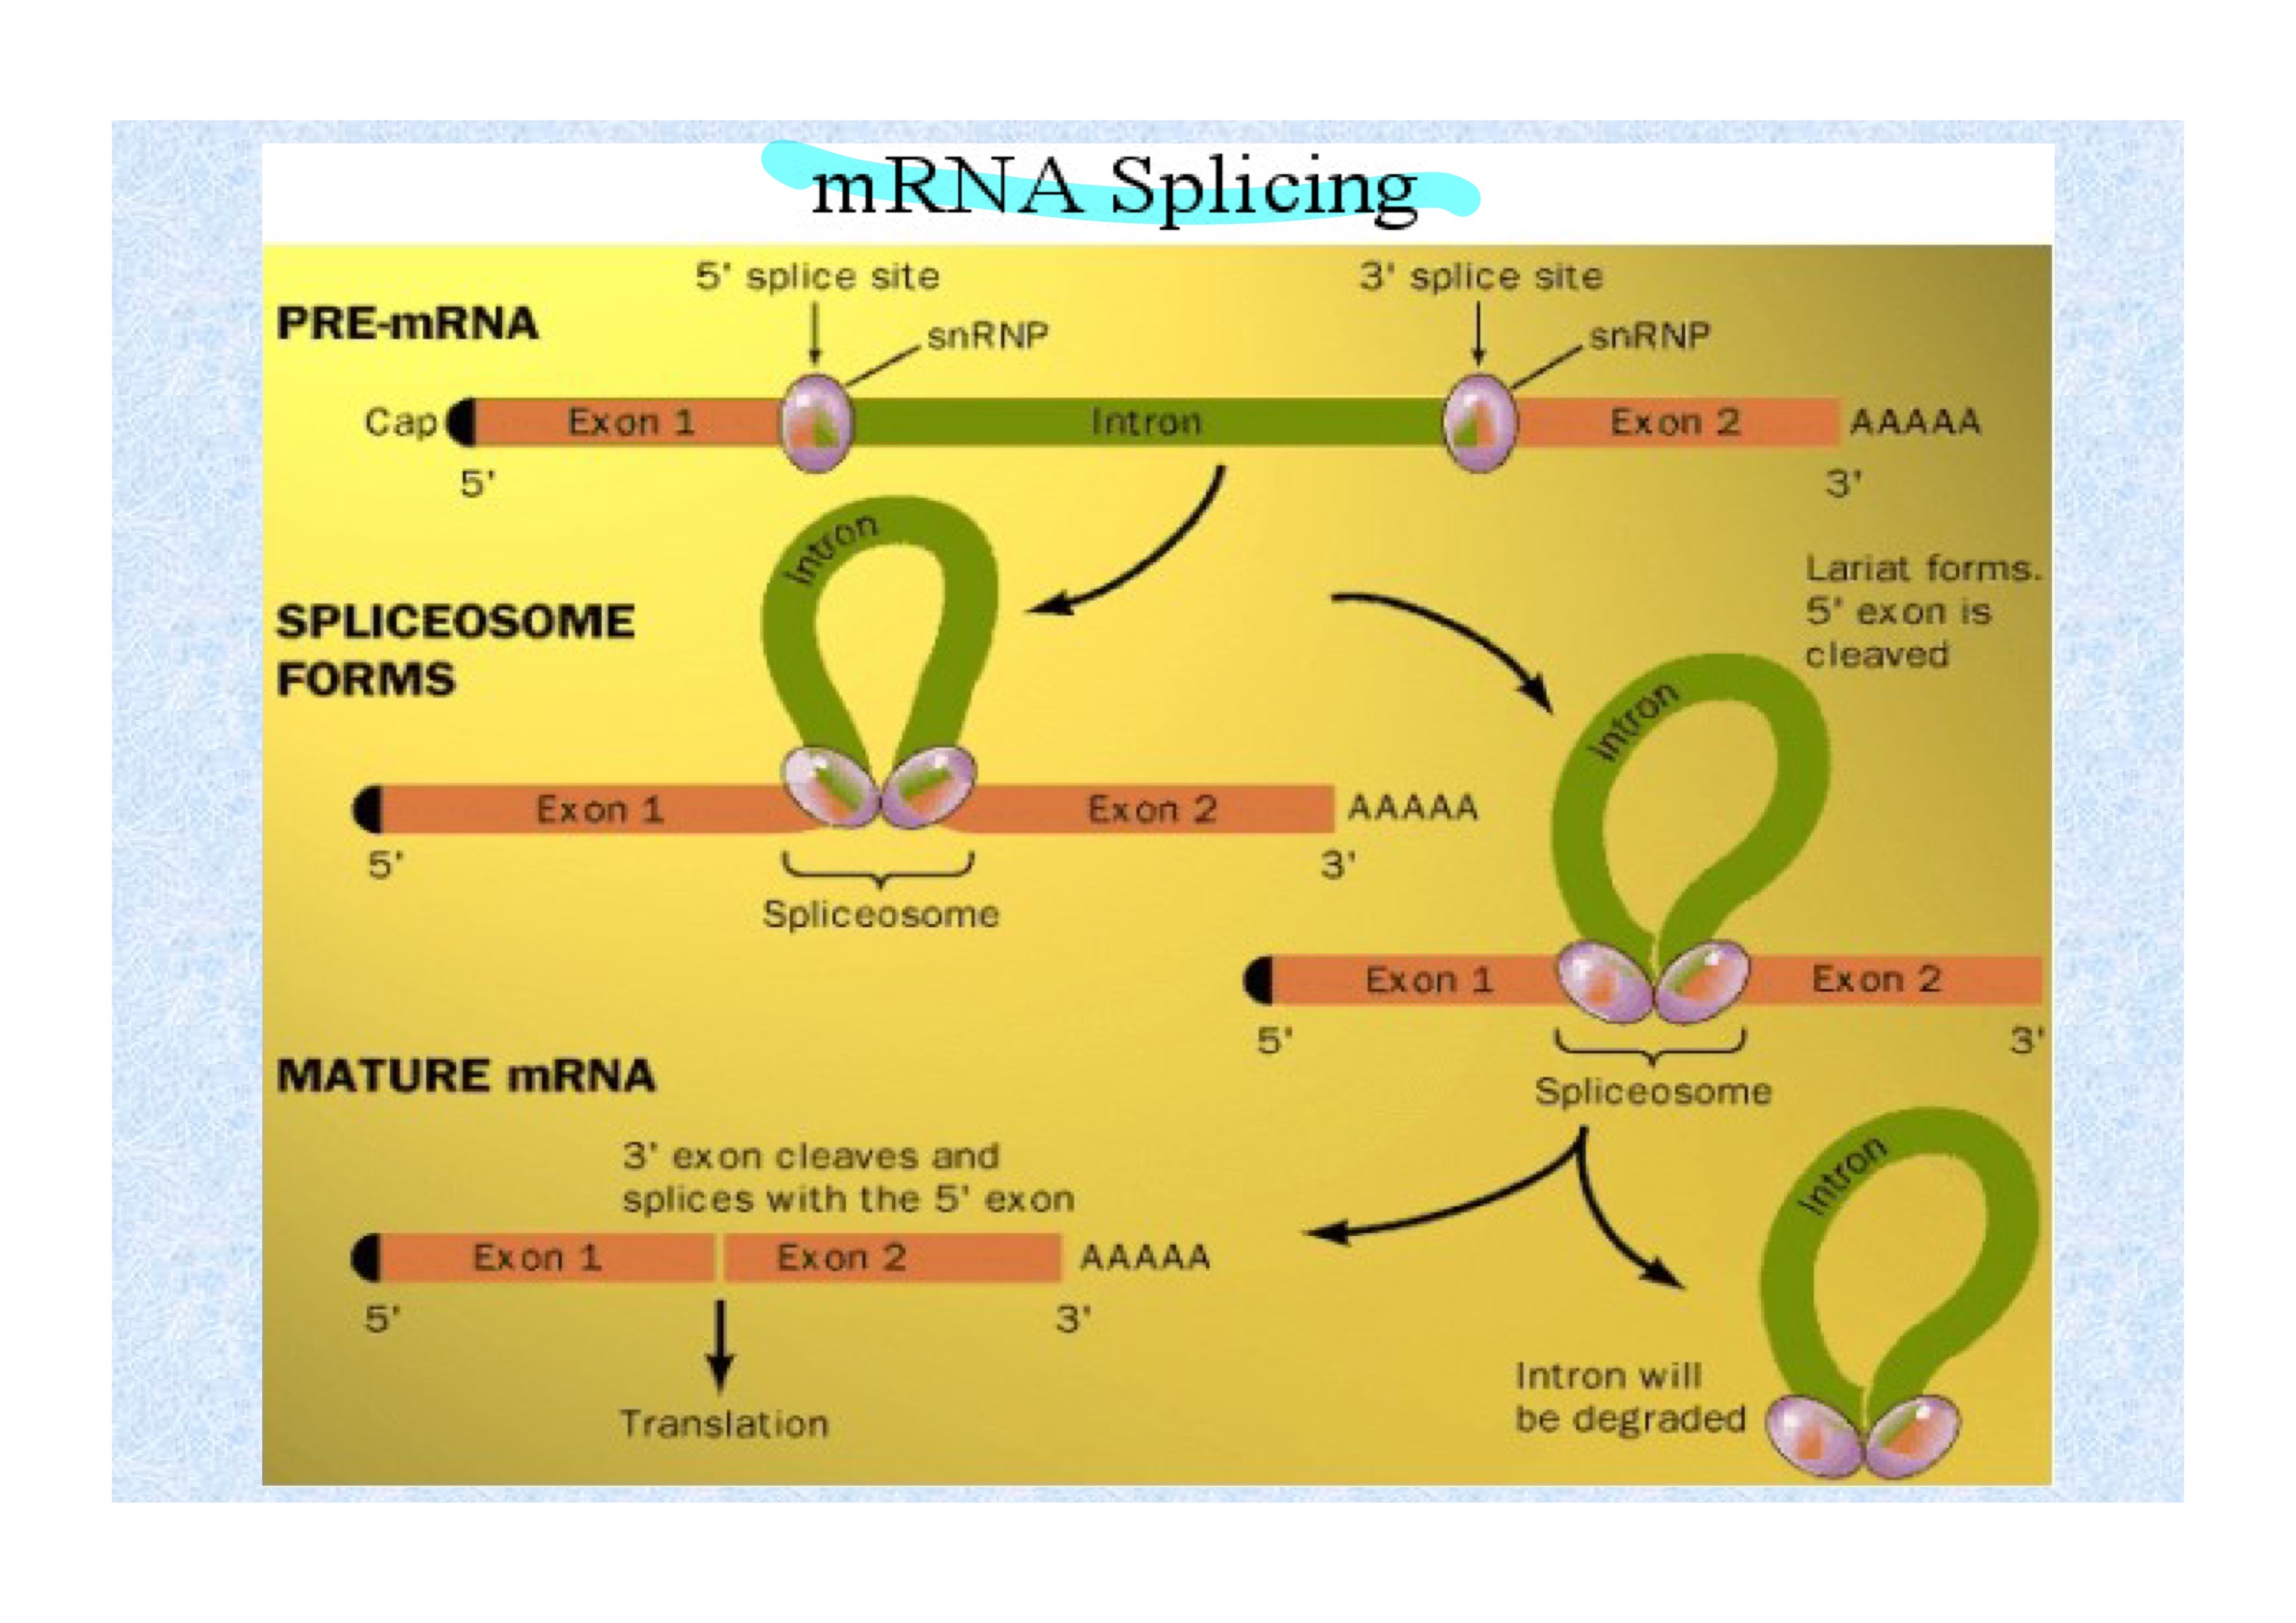 mRNA Splicing
5' splice site
3' splice site
PRE-mRNA
snRNP
snRNP
Cap
Exon 1
Intron
Exon 2
AAAAA
5'
3'
Intron
SPLICEOSOME
FORMS
Lariat forms.
5' exon is
cleaved
Intron
Exon 1
Exon 2
AAAAA
5'
3'
Spliceosome
Exon 1
Exon 2
5'
3'
Spliceosome
MATURE mRNA
3' exon cleaves and
splices with the 5' exon
Intron
Exon 1
Exon 2
AAAAA
5'
3'
Translation
Intron will
be degraded